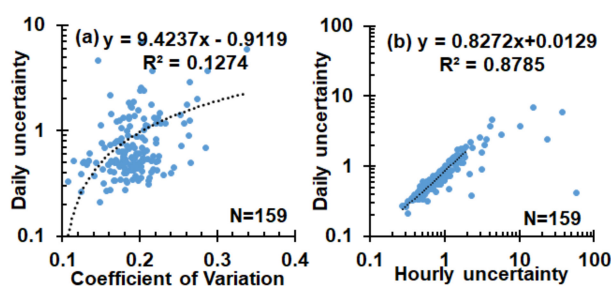 (a) y = 9.4237x - 0.9119
R² = 0.1274
10
1
0.1
Daily uncertainty
N=159
0.1 0.2 0.3 0.4
Coefficient of Variation
(b) y = 0.8272x+0.0129
R² = 0.8785
100
10
1
0.1
Daily uncertainty
N=159
0.1 1 10 100
Hourly uncertainty